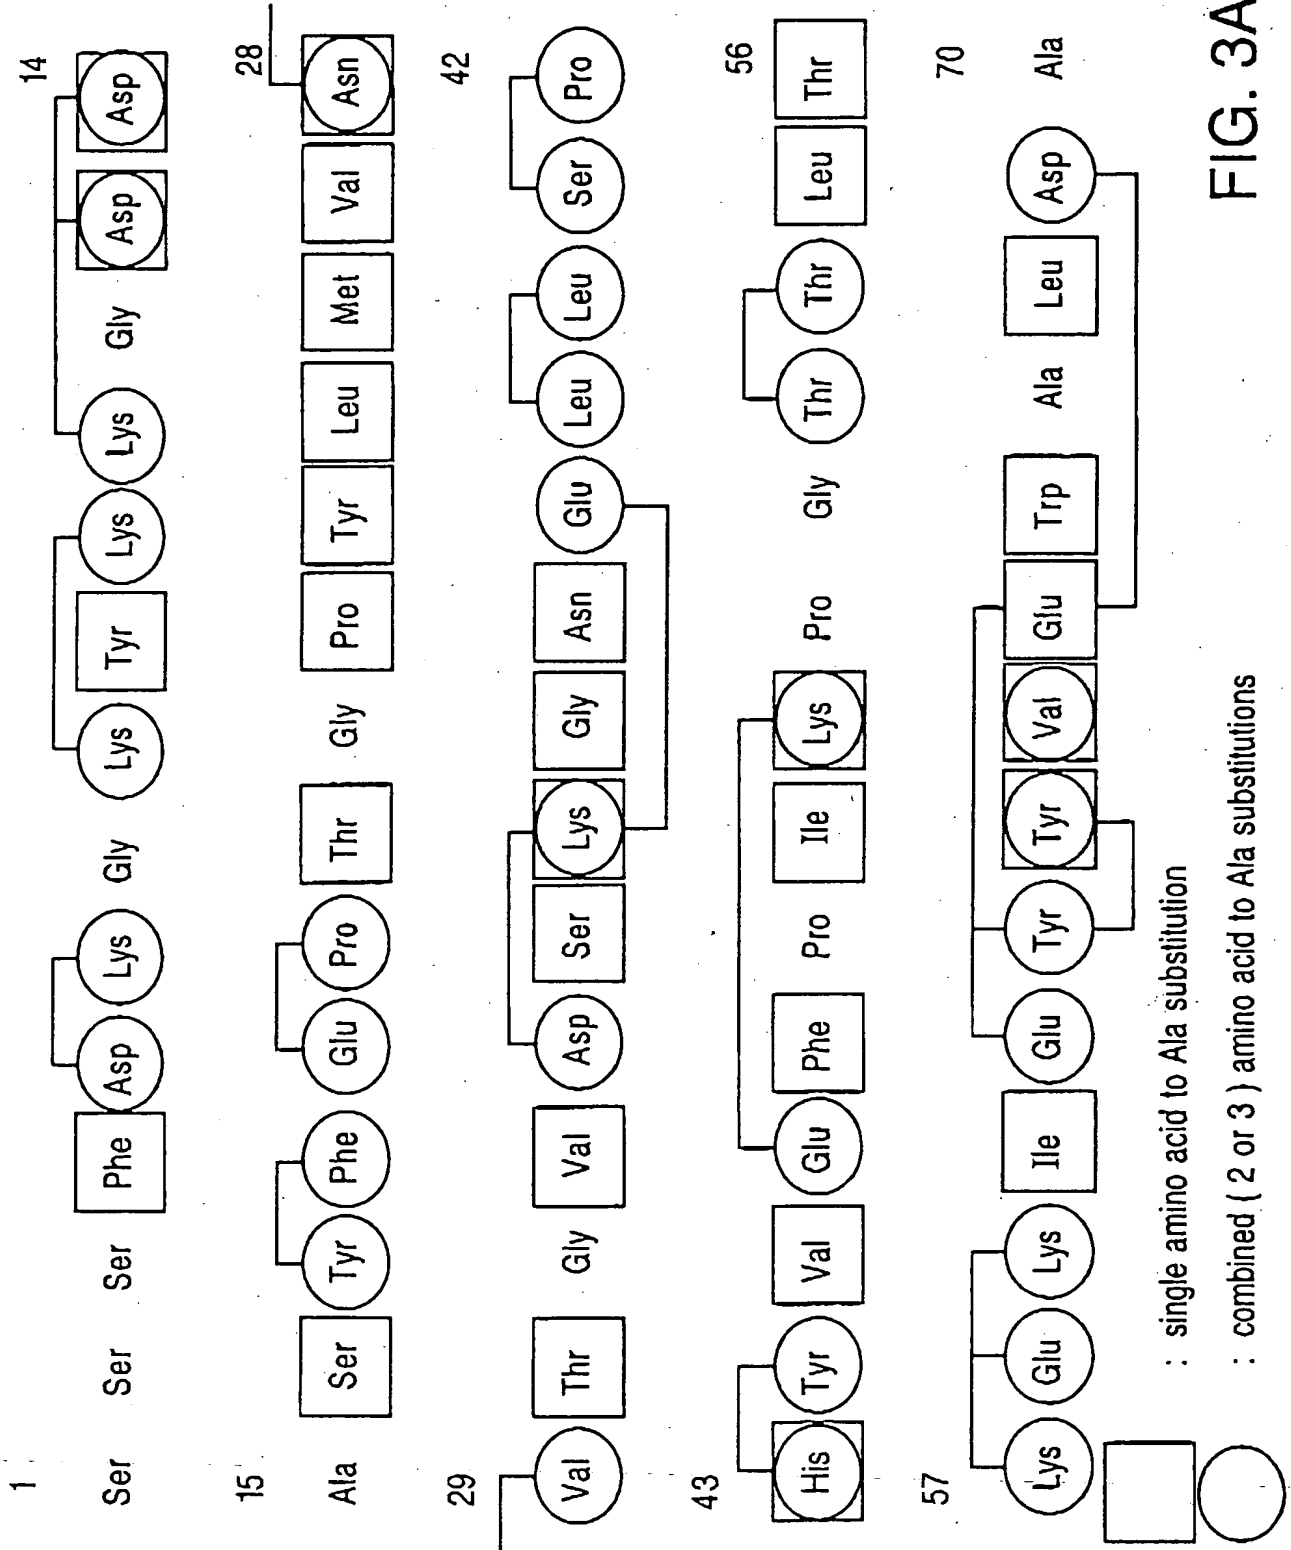 1 14
Ser Ser Ser Phe Asp Lys Gly Lys Tyr Lys Lys Gly Asp Asp
15 28
Ala Ser Tyr Phe Glu Pro Thr Gly Pro Tyr Leu Met Val Asn
29 42
Val Thr Gly Val Asp Ser Lys Gly Asn Glu Leu Leu Ser Pro
43 56
His Tyr Val Glu Phe Pro Ile Lys Pro Gly Thr Thr Leu Thr
57 70
Lys Glu Lys Ile Glu Tyr Tyr Val Glu Trp Ala Leu Asp Ala
: single amino acid to Ala substitution
: combined ( 2 or 3 ) amino acid to Ala substitutions
FIG. 3A